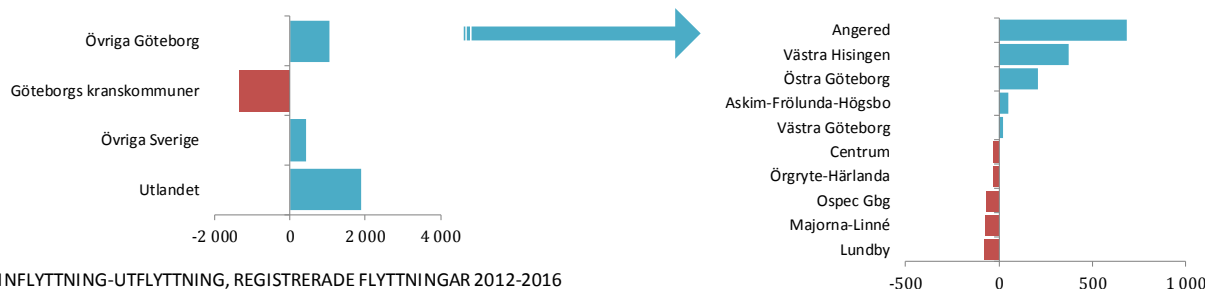 Övriga Göteborg
Göteborgs kranskommuner
Övriga Sverige
Utlandet
-2 000 0 2 000 4 000
Angered
Västra Hisingen
Östra Göteborg
Askim-Frölunda-Högsbo
Västra Göteborg
Centrum
Örgryte-Härlanda
Ospec Gbg
Majorna-Linné
Lundby
-500 0 500 1 000
INFLYTTNING-UTFLYTTNING, REGISTRERADE FLYTTNINGAR 2012-2016